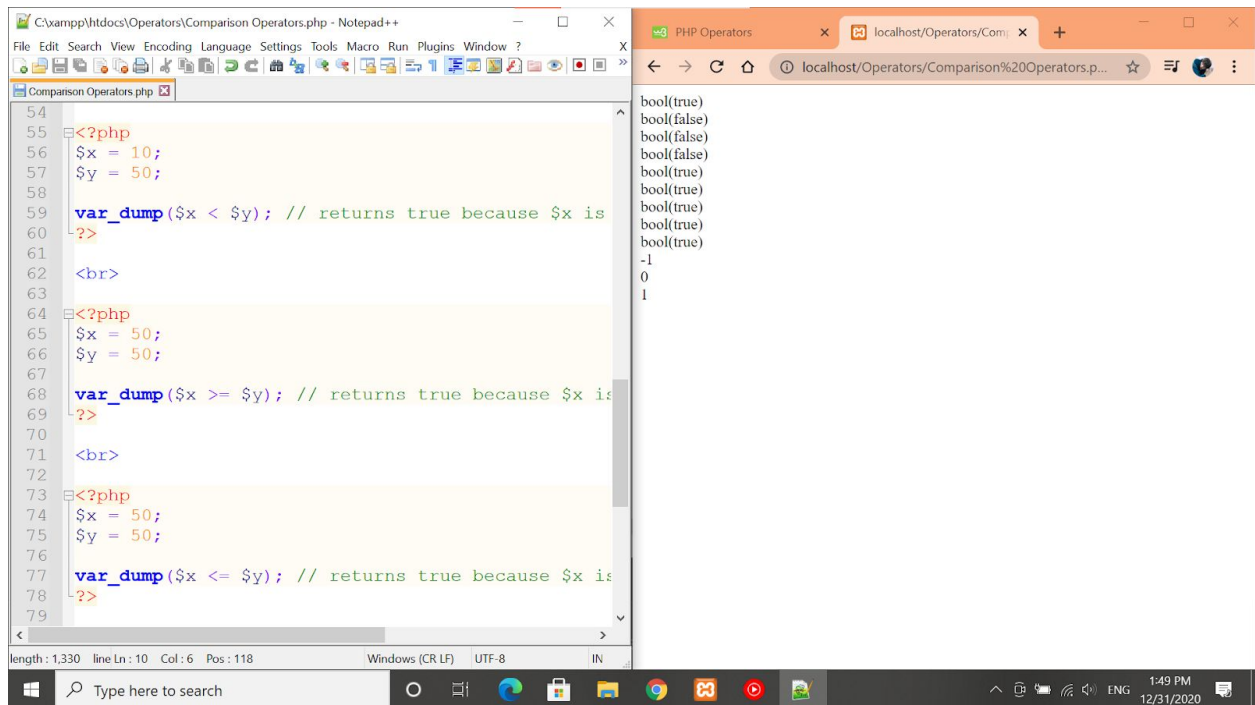 C:\xampp\htdocs\Operators\Comparison Operators.php - Notepad++
File Edit Search View Encoding Language Settings Tools Macro Run Plugins Window ? X
Comparison Operators.php
54
55 <?php
56 $x = 10;
57 $y = 50;
58
59 var_dump($x < $y); // returns true because $x is
60 ?>
61
62 <br>
63
64 <?php
65 $x = 50;
66 $y = 50;
67
68 var_dump($x >= $y); // returns true because $x is
69 ?>
70
71 <br>
72
73 <?php
74 $x = 50;
75 $y = 50;
76
77 var_dump($x <= $y); // returns true because $x is
78 ?>
79
length : 1,330 line Ln : 10 Col : 6 Pos : 118 Windows (CR LF) UTF-8 IN
PHP Operators
localhost/Operators/Com
localhost/Operators/Comparison%20Operators.p...
bool(true)
bool(false)
bool(false)
bool(false)
bool(true)
bool(true)
bool(true)
bool(true)
bool(true)
-1
0
1
Type here to search
ENG
1:49 PM
12/31/2020